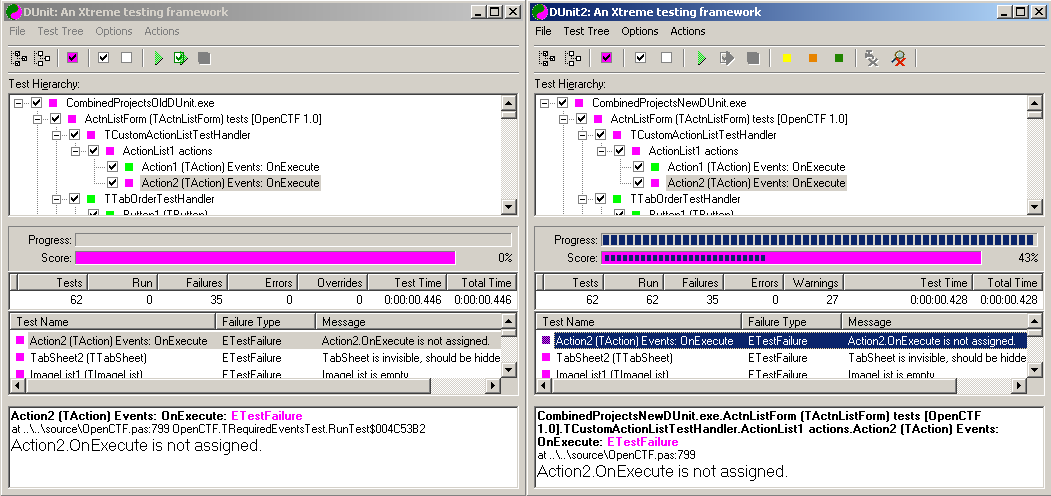 DUnit: An Xtreme testing framework
File Test Tree Options Actions
Test Hierarchy:
CombinedProjectsOldDUnit.exe
ActnListForm (TActnListForm) tests [OpenCTF 1.0]
TCustomActionListTestHandler
ActionList1 actions
Action1 (TAction) Events: OnExecute
Action2 (TAction) Events: OnExecute
TTabOrderTestHandler
Button1 (TButton)
Progress:
Score: 0%
Tests Run Failures Errors Overrides Test Time Total Time
62 0 35 0 0 0:00:00.446 0:00:00.446
Test Name Failure Type Message
Action2 (TAction) Events: OnExecute ETestFailure Action2.OnExecute is not assigned.
TabSheet2 (TTabSheet) ETestFailure TabSheet is invisible, should be hidde
ImageList1 (TImageList) ETestFailure ImageList is empty
Action2 (TAction) Events: OnExecute: ETestFailure
at ..\..\source\OpenCTF.pas:799 OpenCTF.TRequiredEventsTest.RunTest$004C53B2
Action2.OnExecute is not assigned.
DUnit2: An Xtreme testing framework
File Test Tree Options Actions
Test Hierarchy:
CombinedProjectsNewDUnit.exe
ActnListForm (TActnListForm) tests [OpenCTF 1.0]
TCustomActionListTestHandler
ActionList1 actions
Action1 (TAction) Events: OnExecute
Action2 (TAction) Events: OnExecute
TTabOrderTestHandler
Button1 (TButton)
Progress:
Score: 43%
Tests Run Failures Errors Warnings Test Time Total Time
62 62 35 0 27 0:00:00.428 0:00:00.428
Test Name Failure Type Message
Action2 (TAction) Events: OnExecute ETestFailure Action2.OnExecute is not assigned.
TabSheet2 (TTabSheet) ETestFailure TabSheet is invisible, should be hidde
ImageList1 (TImageList) ETestFailure ImageList is empty
CombinedProjectsNewDUnit.exe.ActnListForm (TActnListForm) tests [OpenCTF
1.0].TCustomActionListTestHandler.ActionList1 actions.Action2 (TAction) Events:
OnExecute: ETestFailure
at ..\..\source\OpenCTF.pas:799
Action2.OnExecute is not assigned.